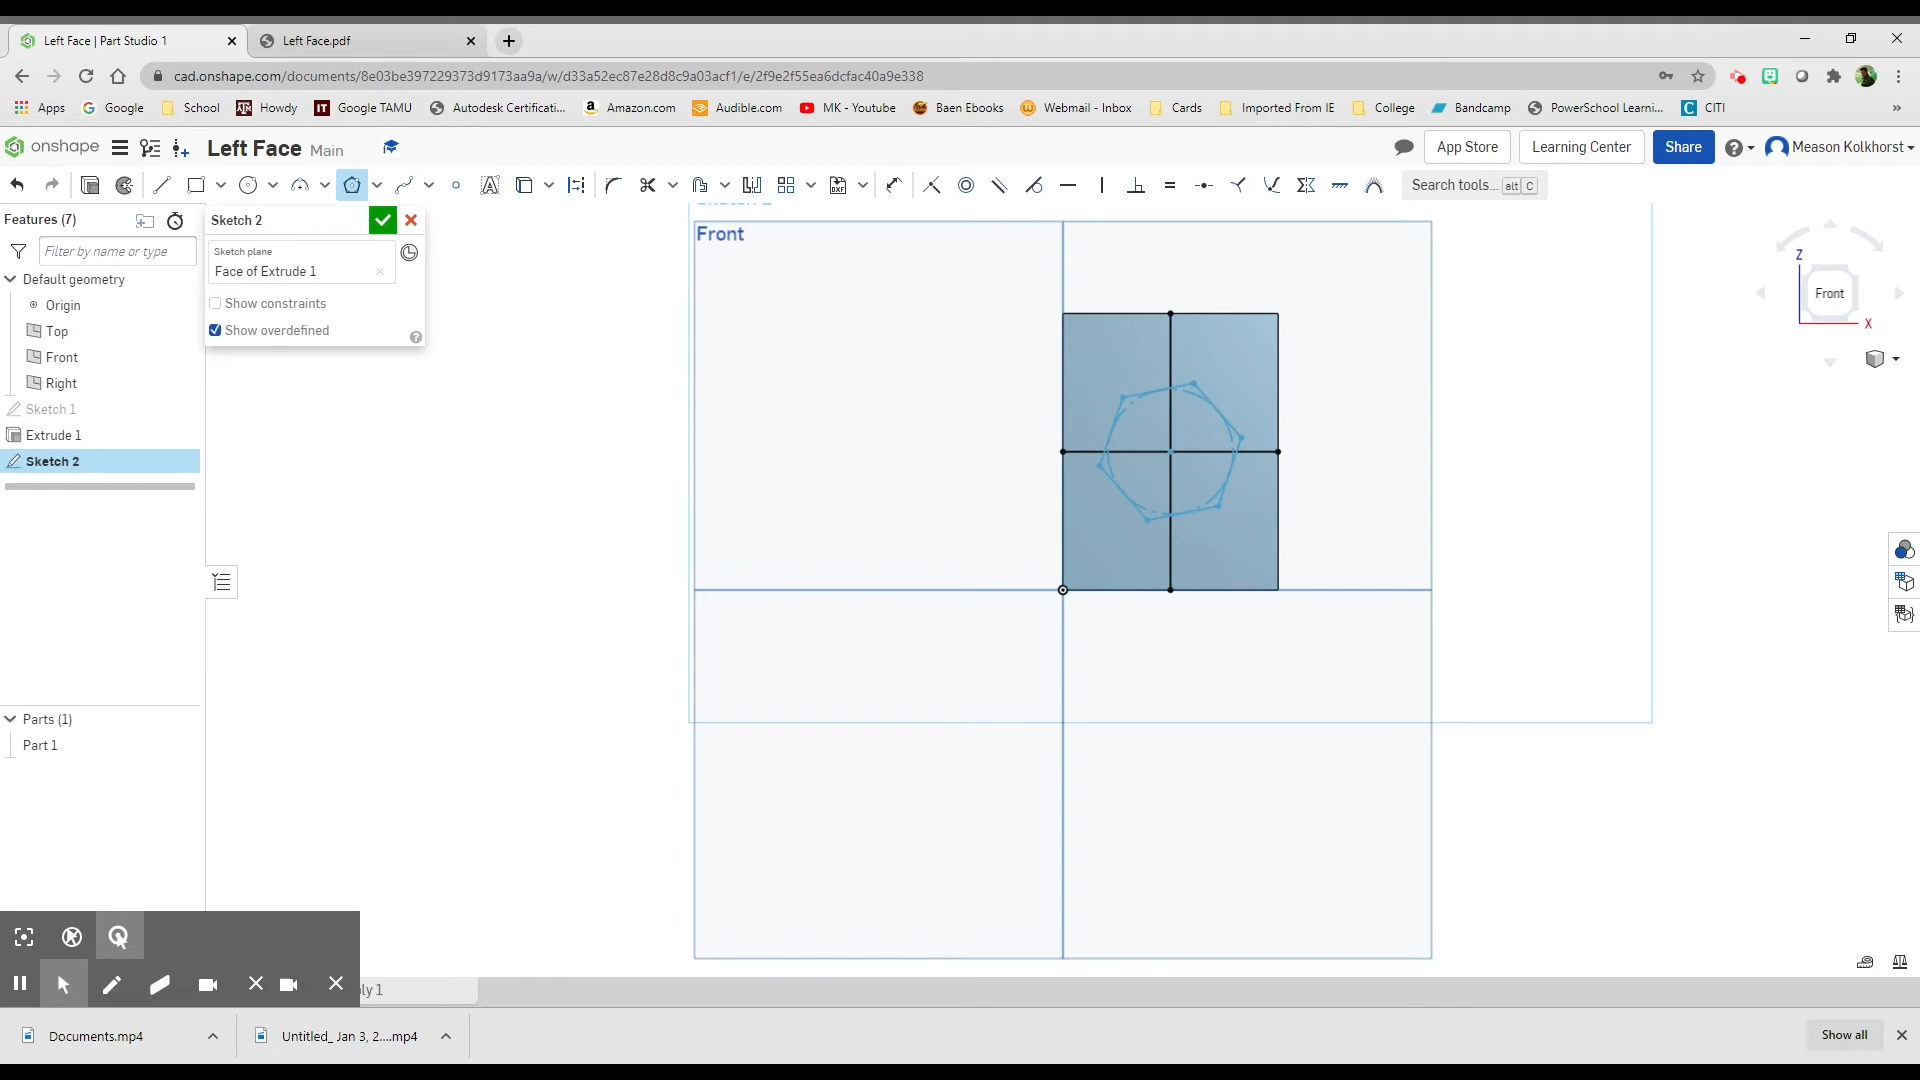 Left Face | Part Studio 1
Left Face.pdf
cad.onshape.com/documents/8e03be397229373d9173aa9a/w/d33a52ec87e28d8c9a03acf1/e/2f9e2f55ea6dcfac40a9e338
Apps Google School Howdy Google TAMU Autodesk Certificati... Amazon.com Audible.com MK - Youtube Baen Ebooks Webmail - Inbox Cards Imported From IE College Bandcamp PowerSchool Learni... CITI
onshape Left Face Main App Store Learning Center Share Meason Kolkhorst
Search tools... alt C
Features (7)
Filter by name or type
Default geometry
Origin
Top
Front
Right
Sketch 1
Extrude 1
Sketch 2
Parts (1)
Part 1
Sketch 2
Sketch plane
Face of Extrude 1
Show constraints
Show overdefined
Front
Z
Front
X
ly 1
Documents.mp4
Untitled_ Jan 3, 2....mp4
Show all